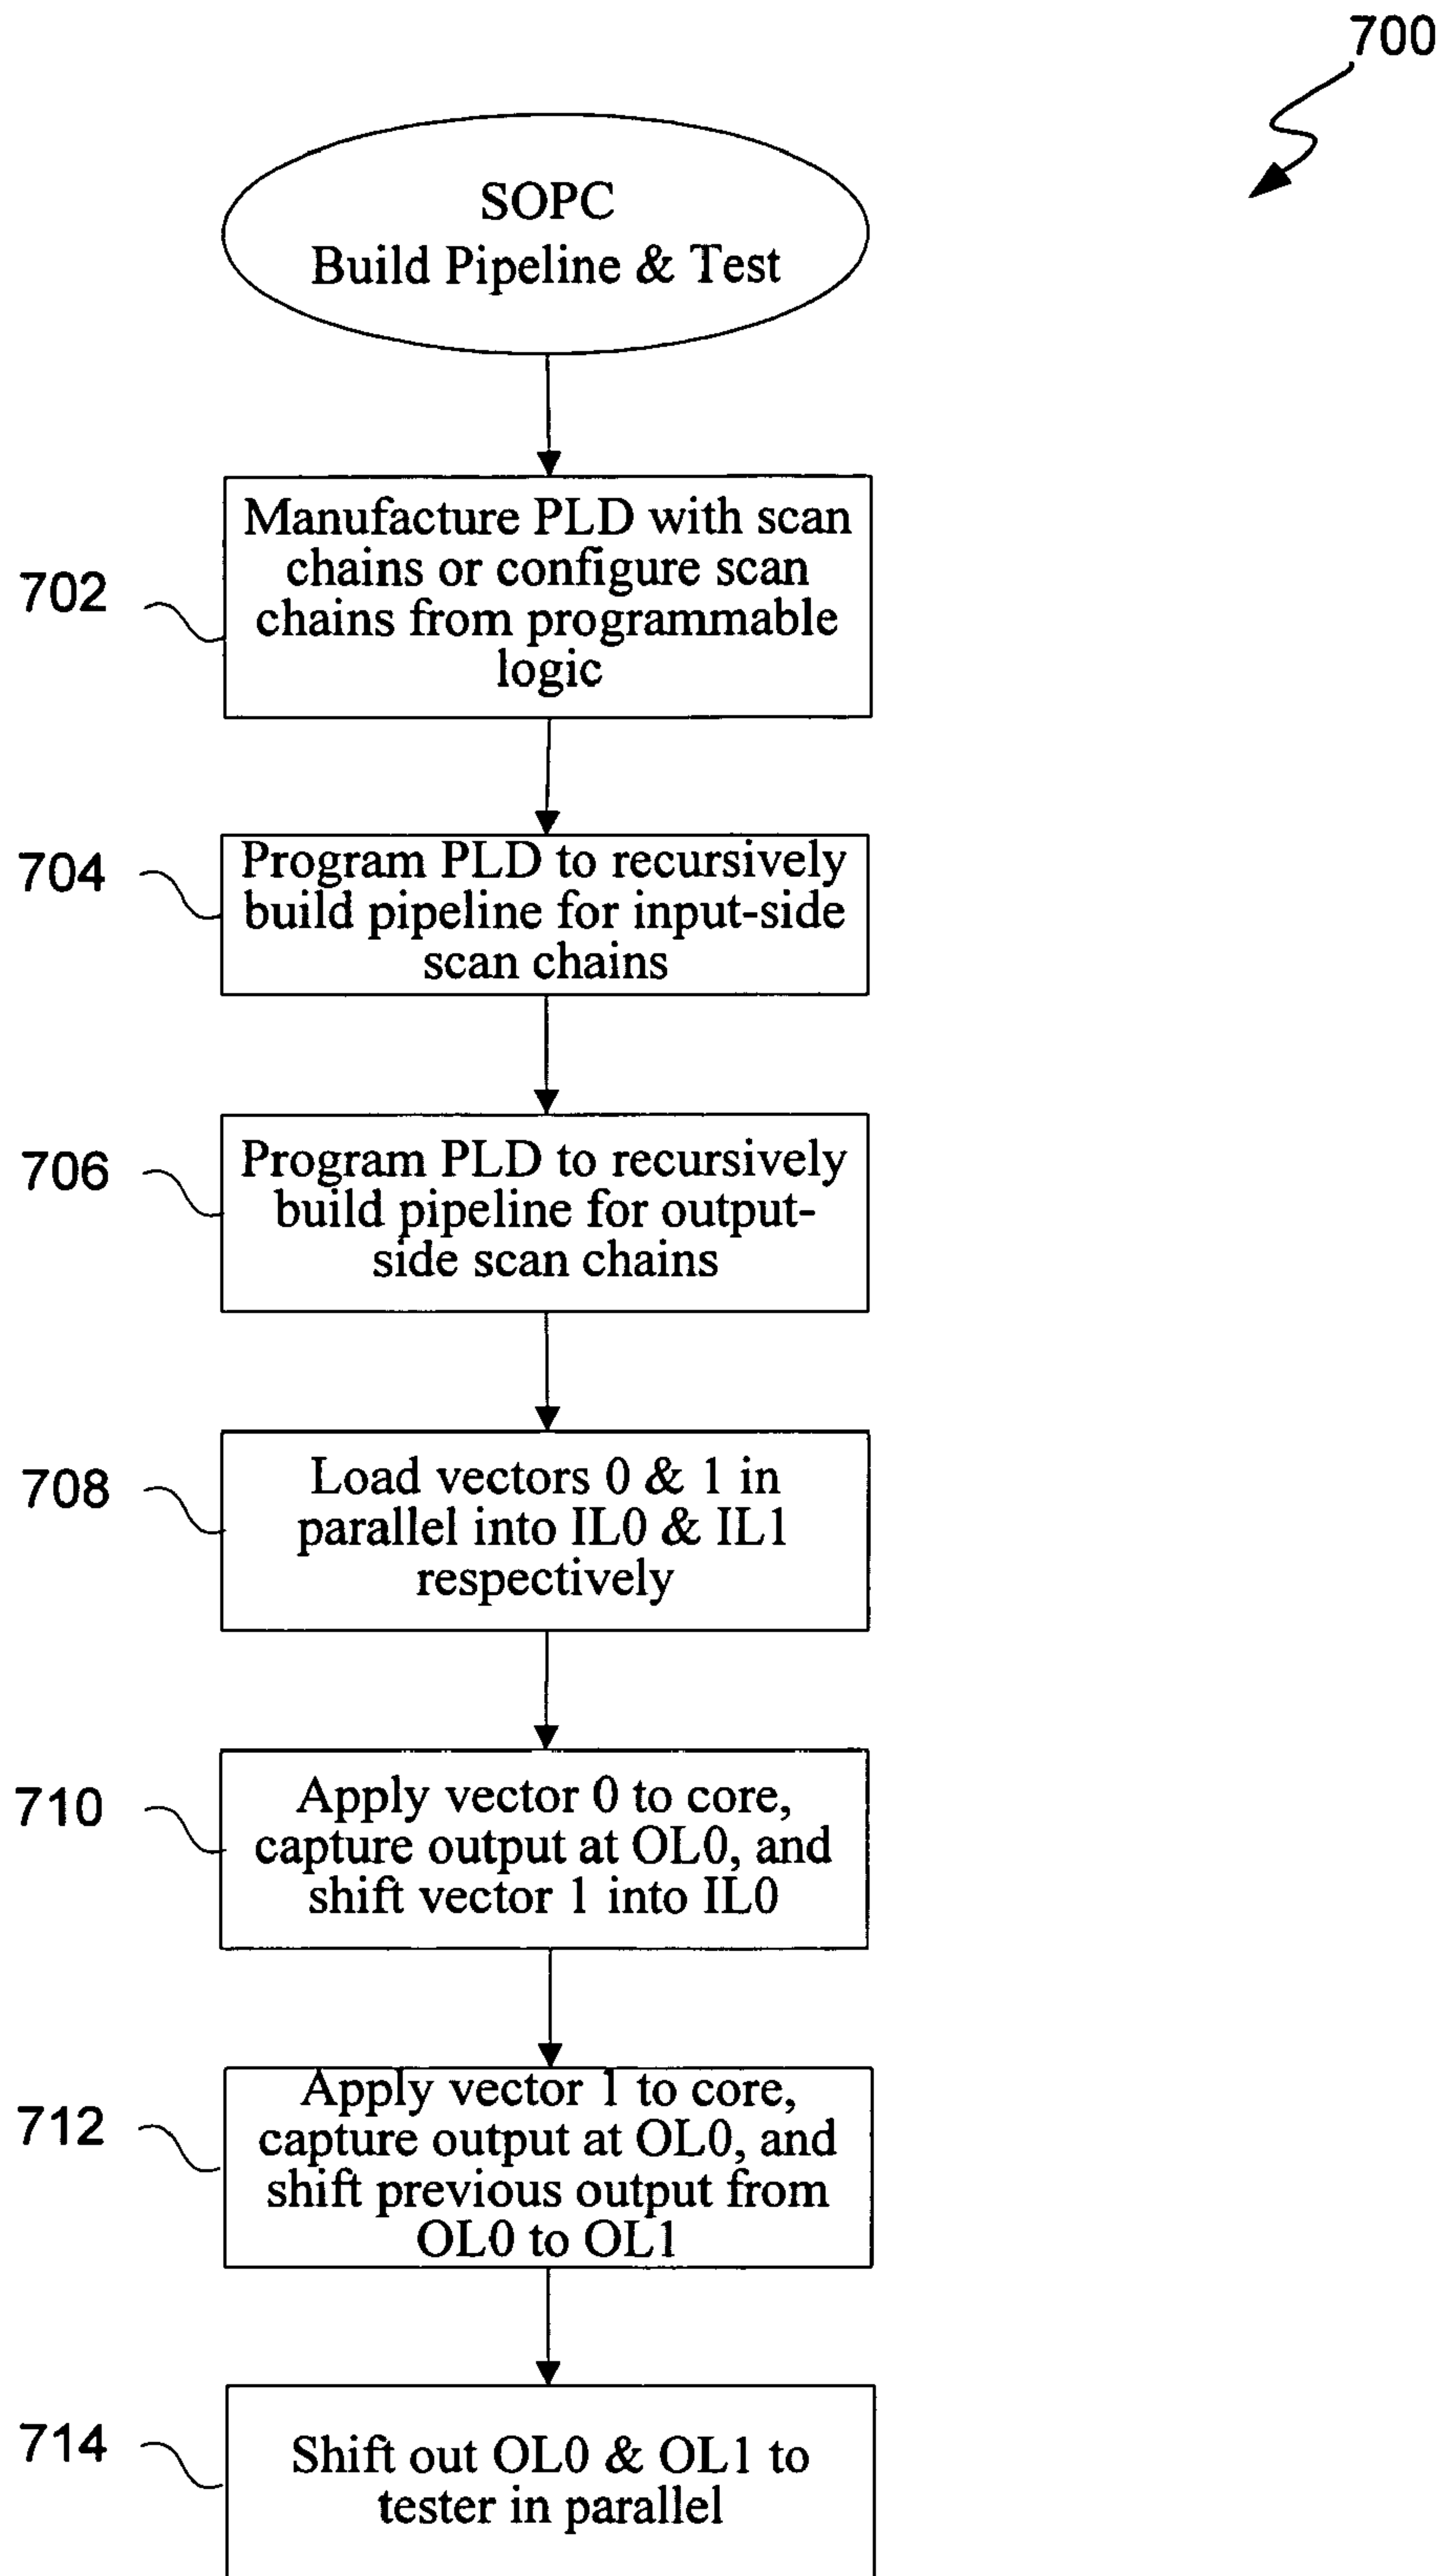 700
SOPC
Build Pipeline & Test
702
Manufacture PLD with scan
chains or configure scan
chains from programmable
logic
704
Program PLD to recursively
build pipeline for input-side
scan chains
706
Program PLD to recursively
build pipeline for output-
side scan chains
708
Load vectors 0 & 1 in
parallel into IL0 & IL1
respectively
710
Apply vector 0 to core,
capture output at OL0, and
shift vector 1 into IL0
712
Apply vector 1 to core,
capture output at OL0, and
shift previous output from
OL0 to OL1
714
Shift out OL0 & OL1 to
tester in parallel